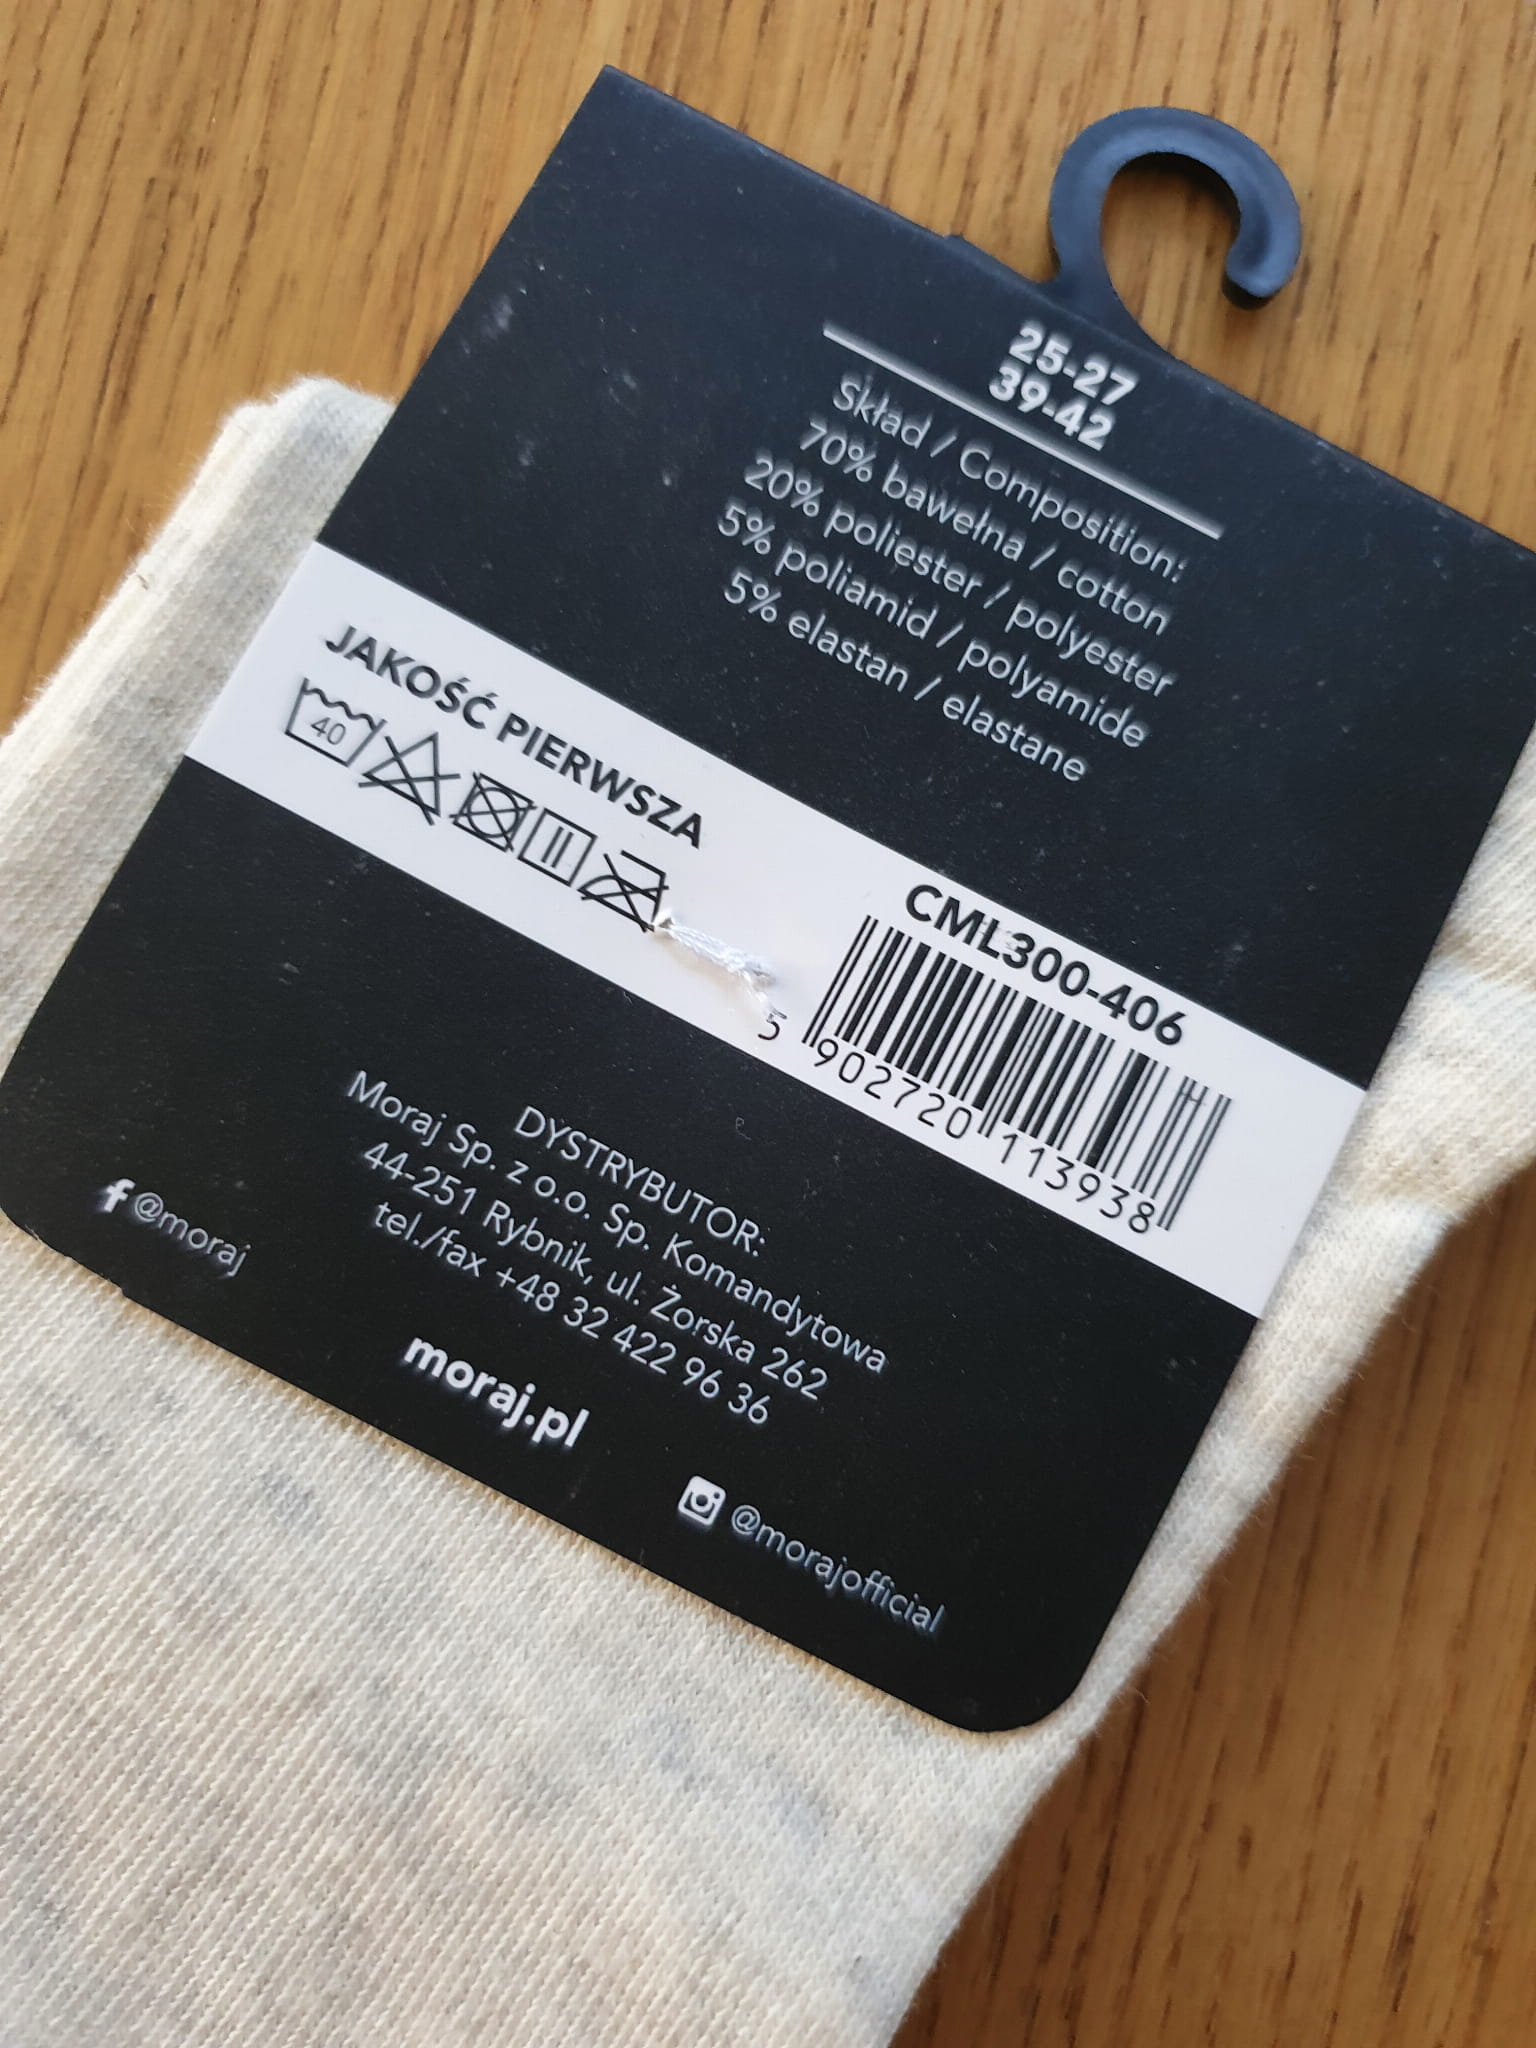 25-27
39-42
Skład / Composition:
70% bawełna / cotton
20% poliester / polyester
5% poliamid / polyamide
5% elastan / elastane
JAKOŚĆ PIERWSZA
40
CML300-406
5 902720 113938
DYSTRYBUTOR:
Moraj Sp. z o.o. Sp. Komandytowa
44-251 Rybnik, ul. Żorska 262
tel./fax +48 32 422 96 36
@moraj
moraj.pl
@morajofficial